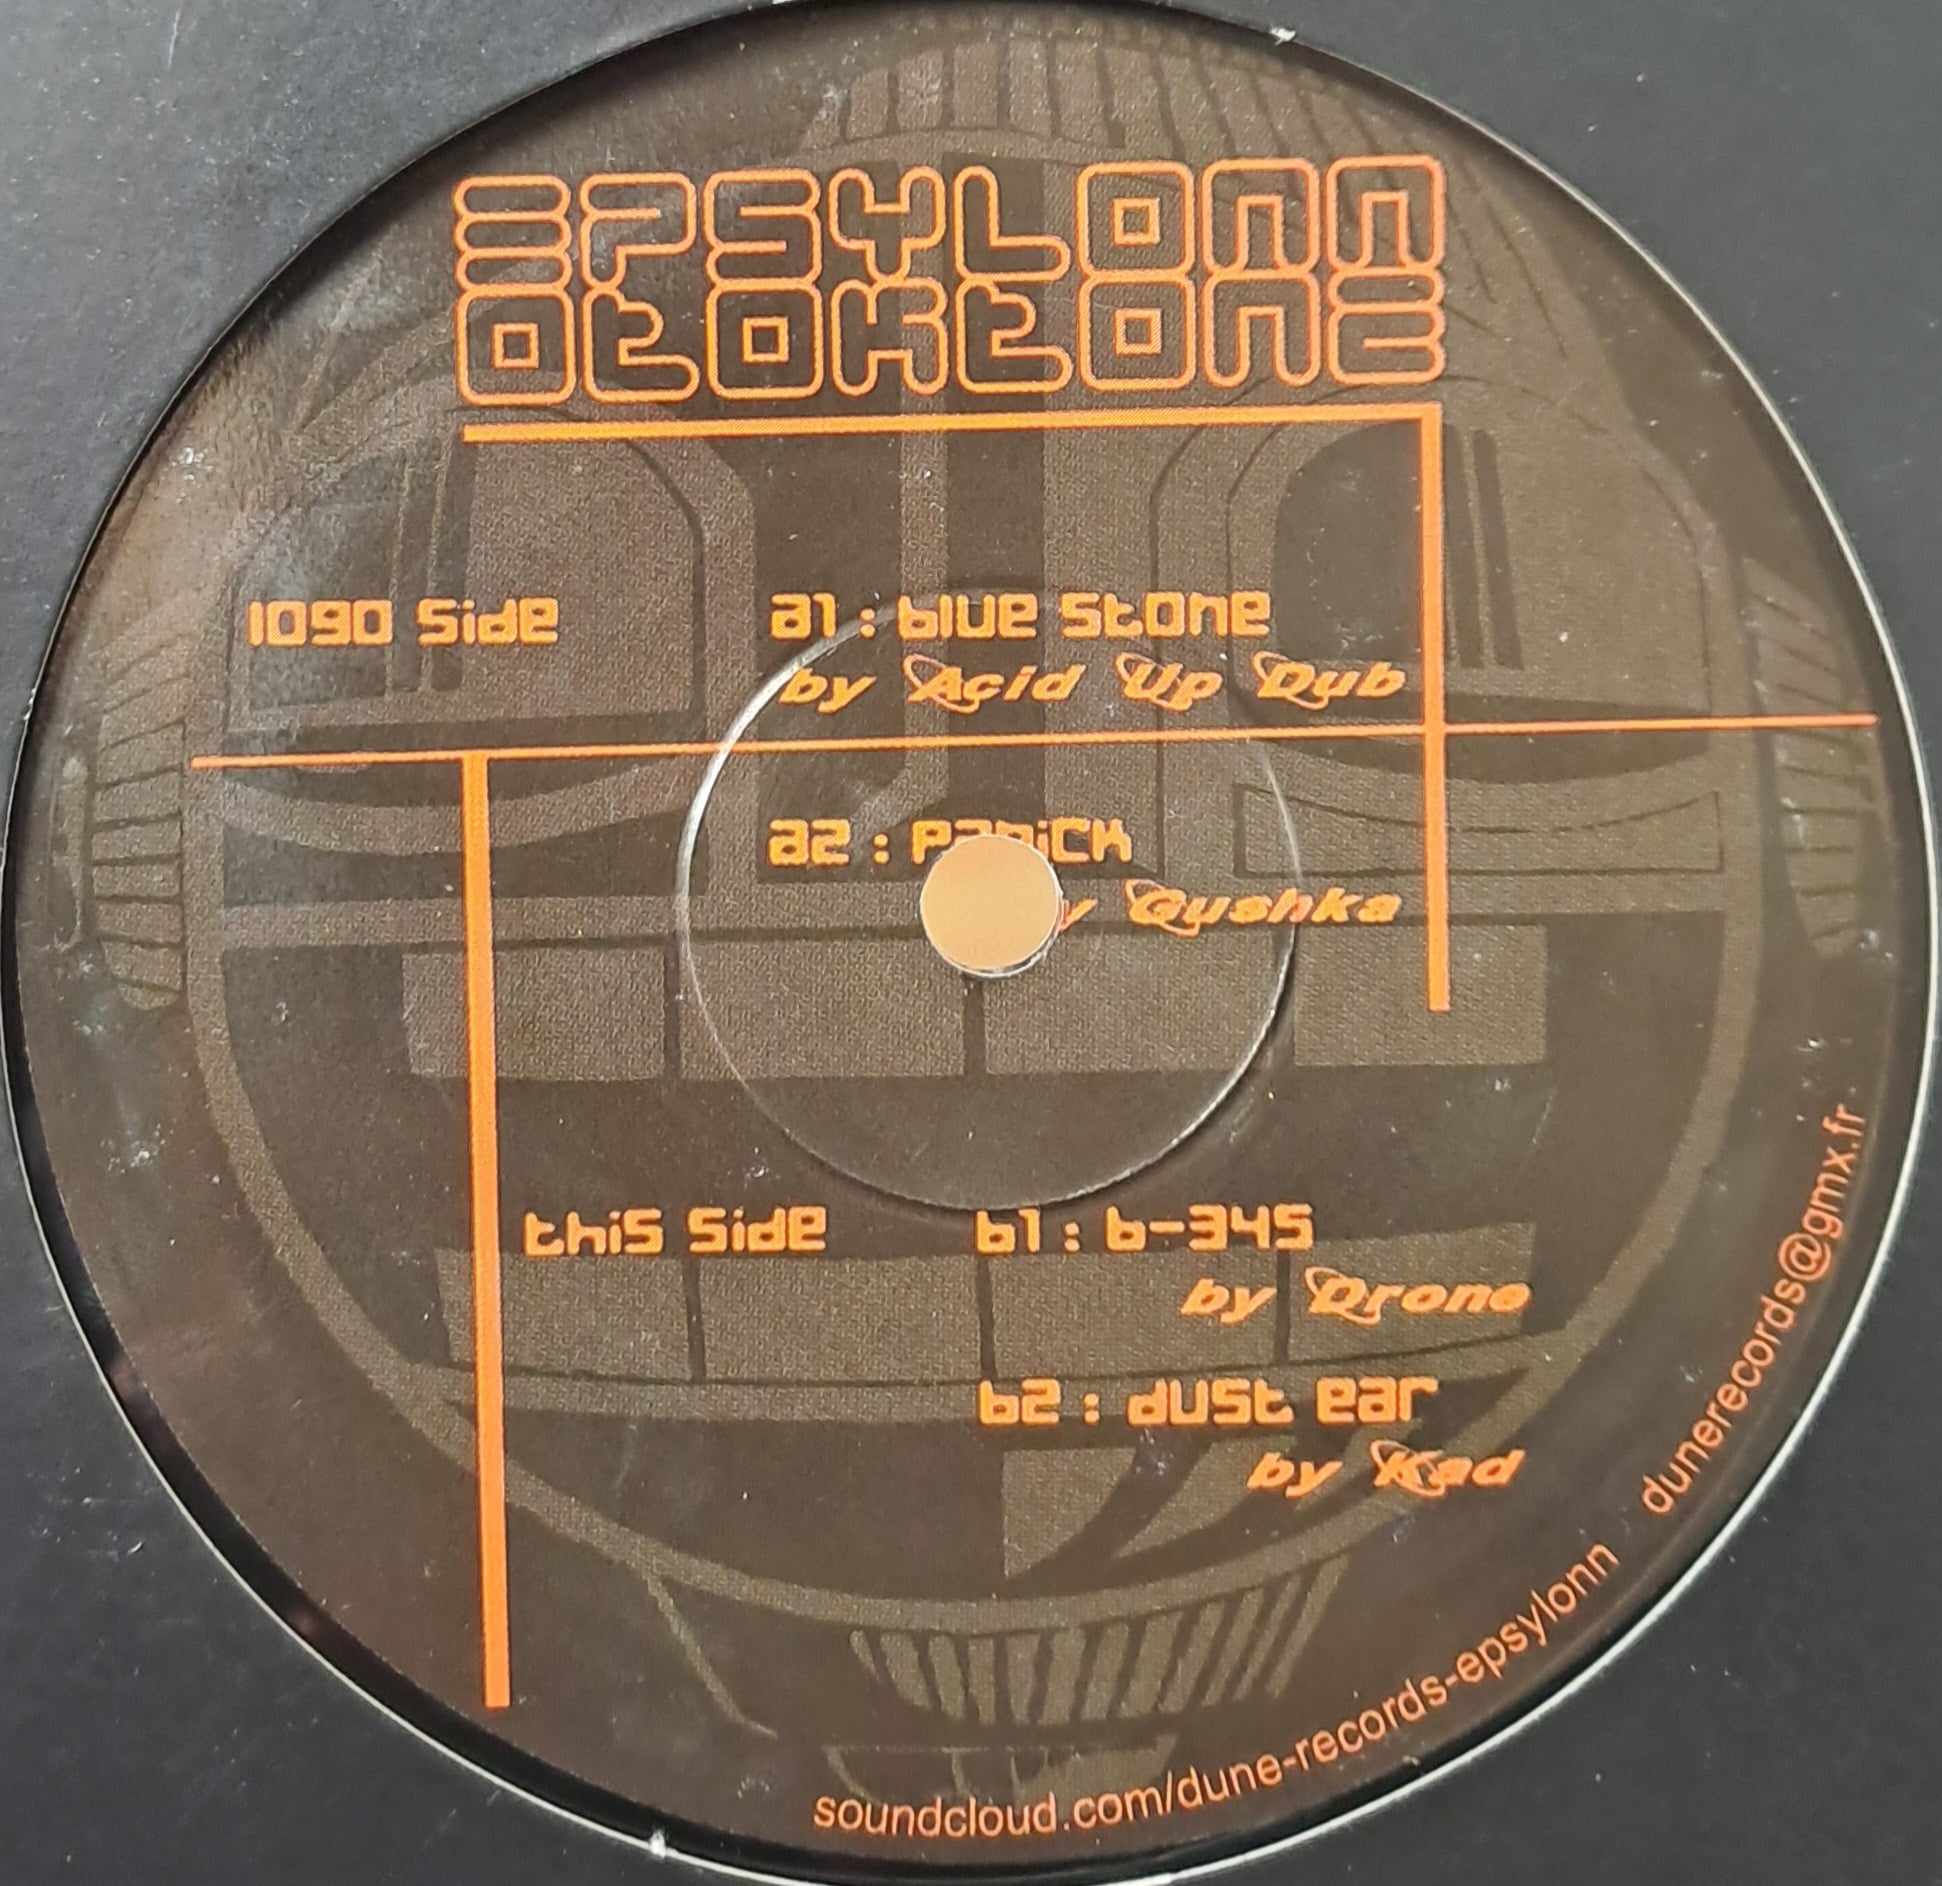 EPSYLONN
OTOKTONE
1090 Side
a1 : blue stone
by Acid Up Dub
a2 : Panick
Gushka
this Side
b1 : b-345
by Drone
b2 : dust ear
by Kad
dunerecords@gmx.fr
soundcloud.com/dune-records-epsylonn